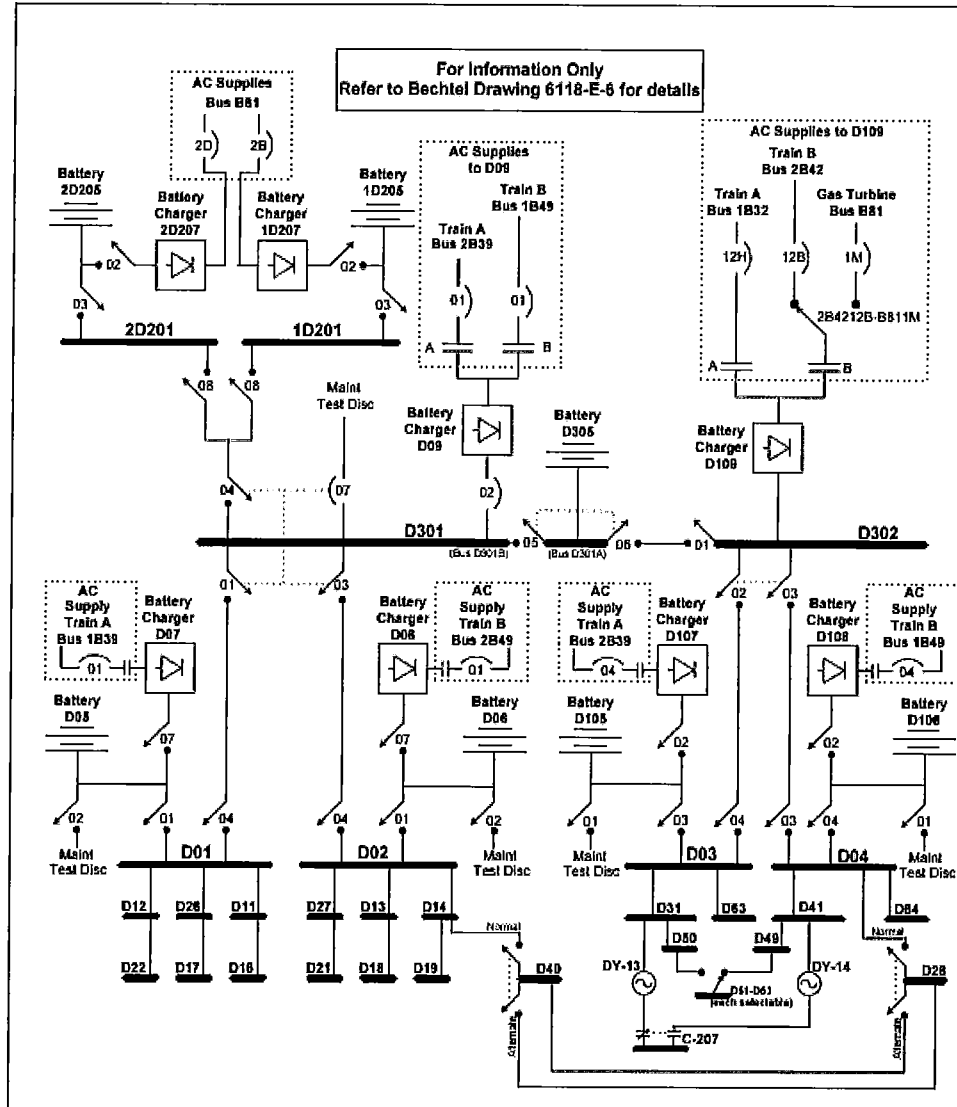 For Information Only
Refer to Bechtel Drawing 6118-E-6 for details
AC Supplies
Bus B81
2D
2B
Battery
2D205
Battery
Charger
2D207
Battery
Charger
1D207
Battery
1D205
02
02
03
03
2D201
1D201
08
08
AC Supplies
to D09
Train B
Bus 1B49
Train A
Bus 2B39
01
01
A
B
AC Supplies to D109
Train B
Bus 2B42
Train A
Bus 1B32
Gas Turbine
Bus B81
12H
12B
1M
2B4212B-B811M
A
B
Maint
Test Disc
Battery
Charger
D09
Battery
D305
Battery
Charger
D109
04
07
02
D301
(Bus D301B)
05
(Bus D301A)
06
01
D302
01
03
02
03
AC
Supply
Train A
Bus 1B39
01
Battery
Charger
D07
Battery
D05
07
02
01
04
Maint
Test Disc
D01
Battery
Charger
D08
AC
Supply
Train B
Bus 2B49
01
Battery
D06
07
04
01
02
D02
Maint
Test Disc
AC
Supply
Train A
Bus 2B39
04
Battery
Charger
D107
Battery
D105
02
01
03
04
Maint
Test Disc
D03
Battery
Charger
D108
AC
Supply
Train B
Bus 1B49
04
Battery
D106
02
03
04
01
D04
Maint
Test Disc
D12
D26
D11
D22
D17
D16
D27
D13
D14
D21
D18
D19
Normal
D40
Alternate
D31
D63
D41
D64
D50
D49
DY-13
DY-14
D51-D53
(each selectable)
C-207
Normal
D28
Alternate